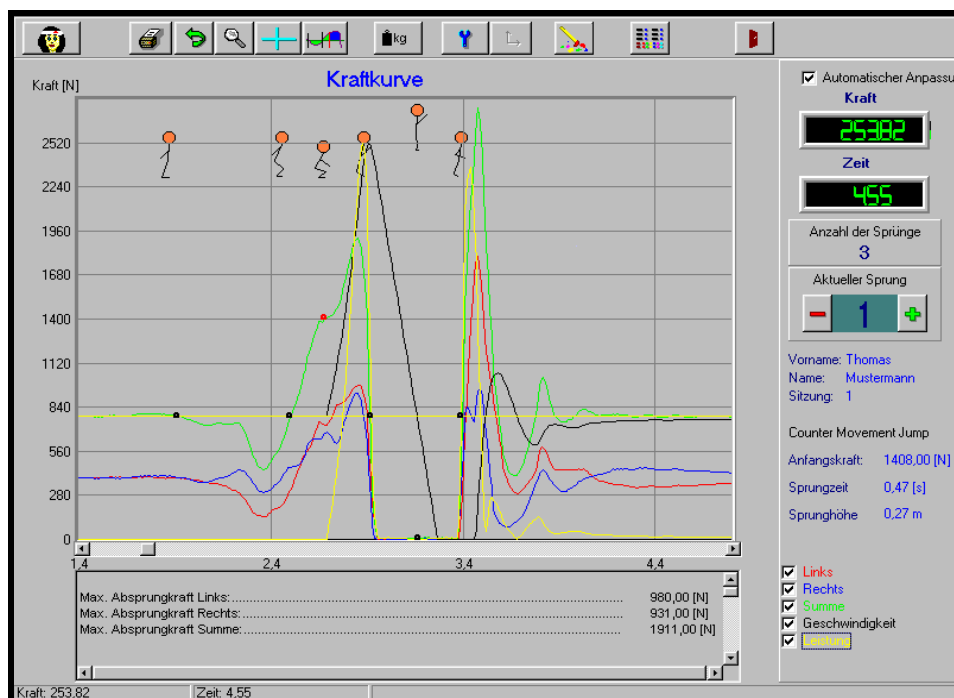 kg
Kraft [N]
Kraftkurve
2520
2240
1960
1680
1400
1120
840
560
280
0
1,4
2,4
3,4
4,4
Max. Absprungkraft Links:
980,00 [N]
Max. Absprungkraft Rechts:
931,00 [N]
Max. Absprungkraft Summe:
1911,00 [N]
Kraft: 253,82
Zeit: 4,55
Automatischer Anpassu
Kraft
253.82
Zeit
4.55
Anzahl der Sprünge
3
Aktueller Sprung
1
Vorname: Thomas
Name: Mustermann
Sitzung: 1
Counter Movement Jump
Anfangskraft: 1408,00 [N]
Sprungzeit 0,47 [s]
Sprunghöhe 0,27 m
Links
Rechts
Summe
Geschwindigkeit
Leistung